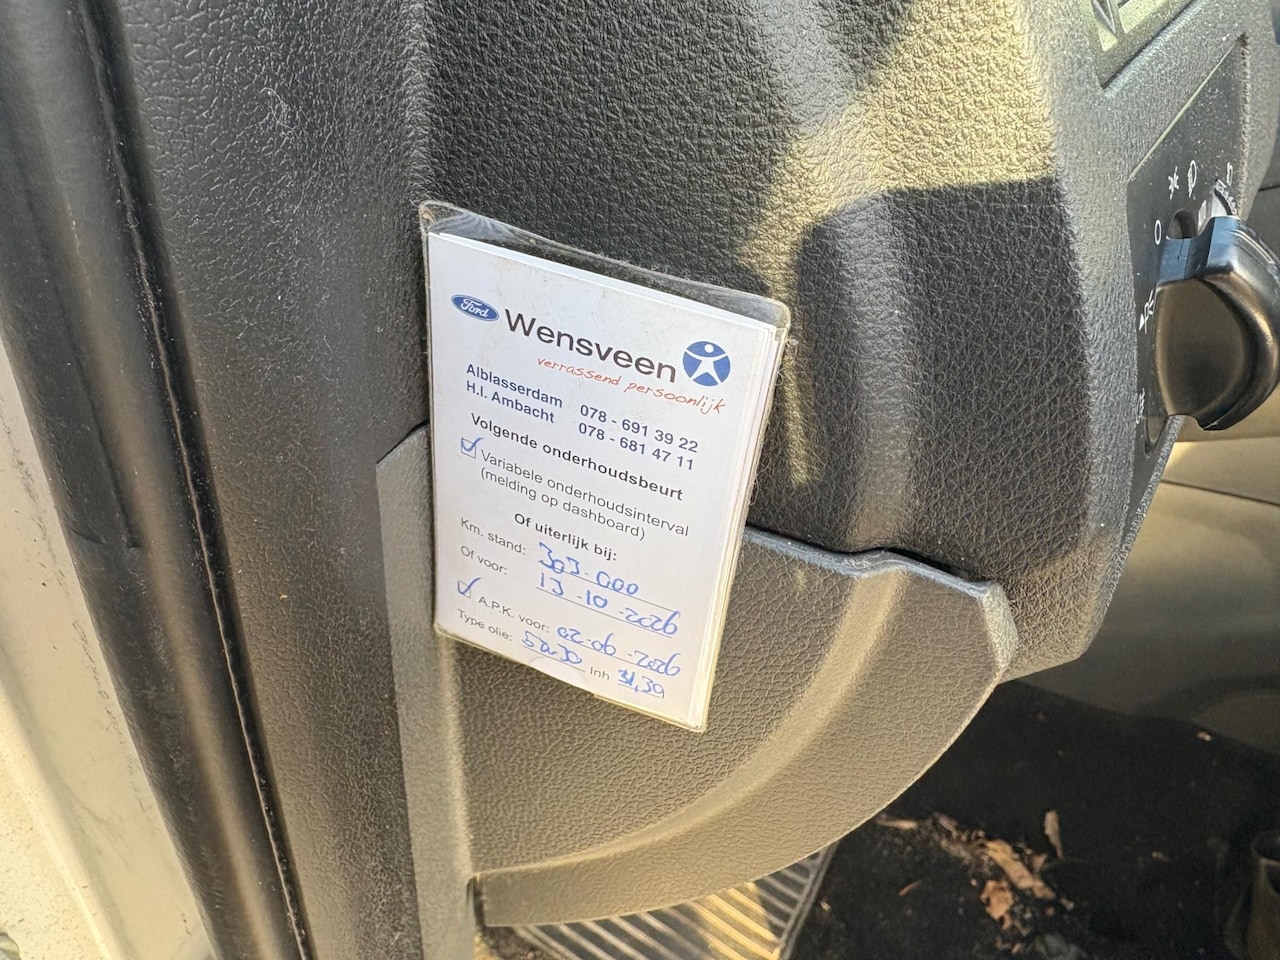 Ford Wensveen
verrassend persoonlijk
Alblasserdam 078 - 691 39 22
H.I. Ambacht 078 - 681 47 11
Volgende onderhoudsbeurt
Variabele onderhoudsinterval
(melding op dashboard)
Of uiterlijk bij:
Km. stand: 303.000
Of voor: 13-10-2026
A.P.K. voor: 02-06-2026
Type olie: 5w30 Inh